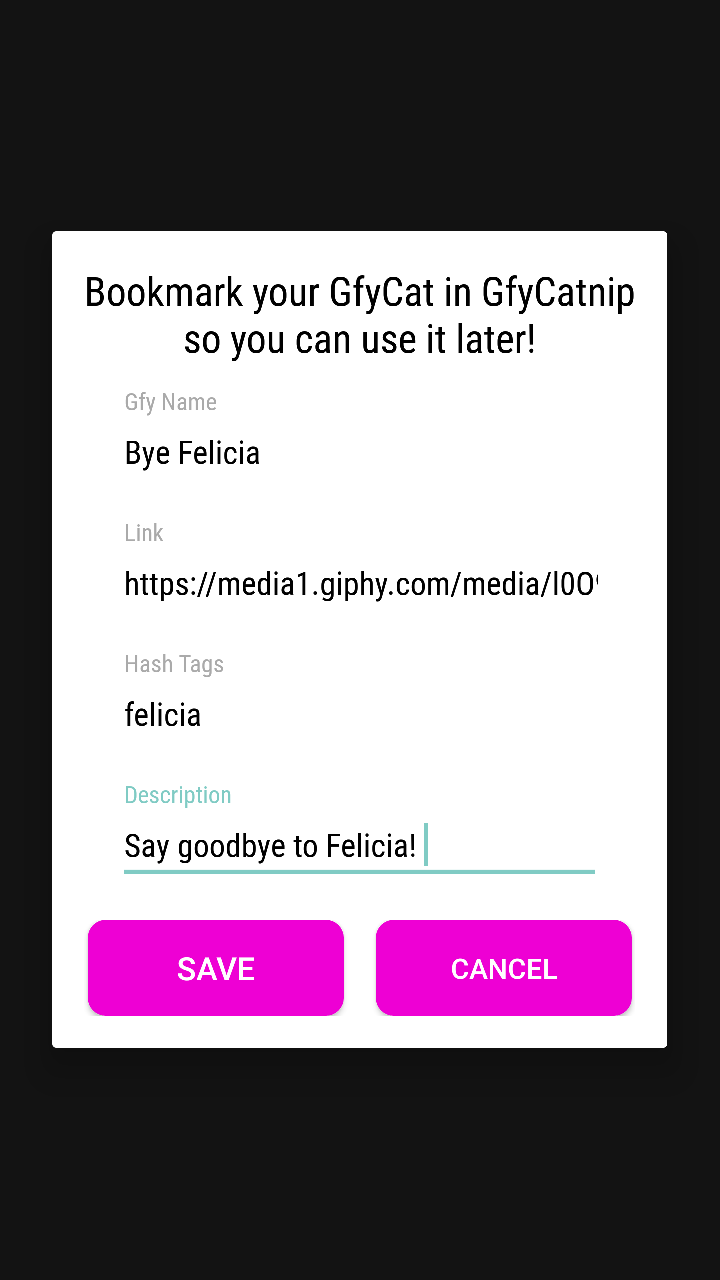 Bookmark your GfyCat in GfyCatnip
so you can use it later!
Gfy Name
Bye Felicia
Link
https://media1.giphy.com/media/l0O
Hash Tags
felicia
Description
Say goodbye to Felicia!
SAVE
CANCEL